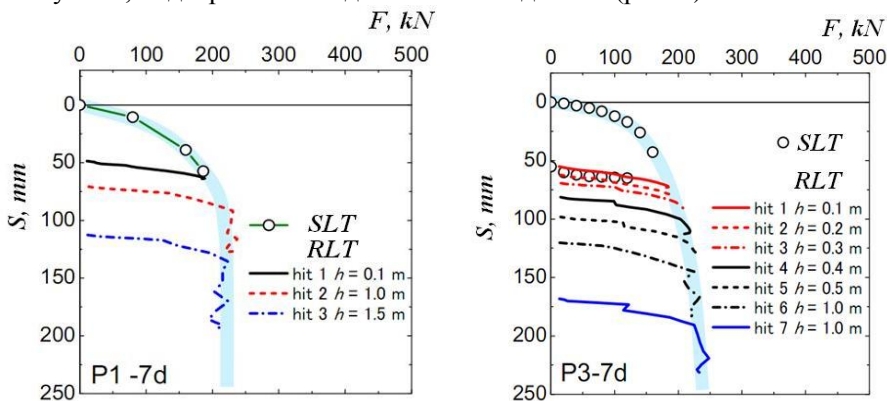 F, kN
0 100 200 300 400 500
0
50
100
150
200
250
S, mm
SLT
RLT
hit 1 h = 0.1 m
hit 2 h = 1.0 m
hit 3 h = 1.5 m
P1 -7d
F, kN
0 100 200 300 400 500
0
50
100
150
200
250
S, mm
SLT
RLT
hit 1 h = 0.1 m
hit 2 h = 0.2 m
hit 3 h = 0.3 m
hit 4 h = 0.4 m
hit 5 h = 0.5 m
hit 6 h = 1.0 m
hit 7 h = 1.0 m
P3-7d